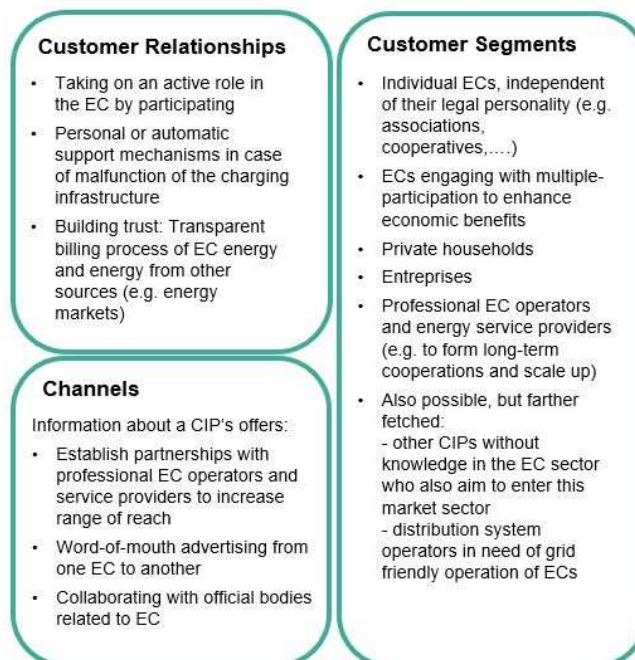 Customer Relationships
• Taking on an active role in
the EC by participating
• Personal or automatic
support mechanisms in case
of malfunction of the charging
infrastructure
• Building trust: Transparent
billing process of EC energy
and energy from other
sources (e.g. energy
markets)
Channels
Information about a CIP's offers:
• Establish partnerships with
professional EC operators and
service providers to increase
range of reach
• Word-of-mouth advertising from
one EC to another
• Collaborating with official bodies
related to EC
Customer Segments
• Individual ECs, independent
of their legal personality (e.g.
associations,
cooperatives,….)
• ECs engaging with multiple-
participation to enhance
economic benefits
• Private households
• Entreprises
• Professional EC operators
and energy service providers
(e.g. to form long-term
cooperations and scale up)
• Also possible, but farther
fetched:
- other CIPs without
knowledge in the EC sector
who also aim to enter this
market sector
- distribution system
operators in need of grid
friendly operation of ECs